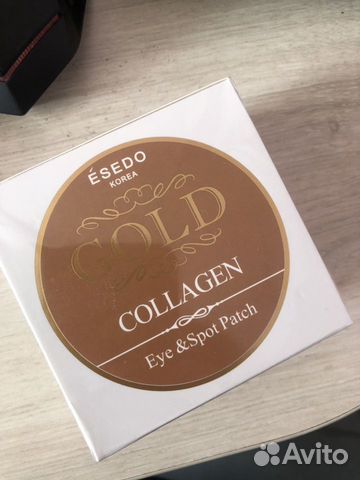 ÉSEDO
KOREA
GOLD
COLLAGEN
Eye &Spot Patch
Avito